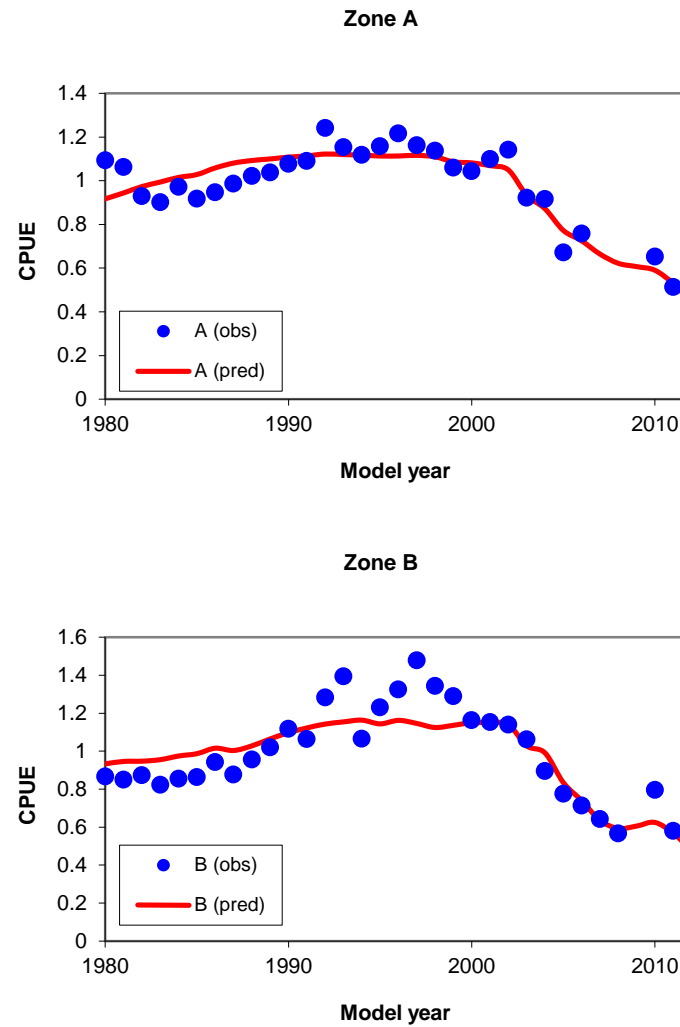 Zone A
1.4
1.2
1
0.8
0.6
0.4
0.2
0
CPUE
A (obs)
A (pred)
1980 1990 2000 2010
Model year
Zone B
1.6
1.4
1.2
1
0.8
0.6
0.4
0.2
0
CPUE
B (obs)
B (pred)
1980 1990 2000 2010
Model year